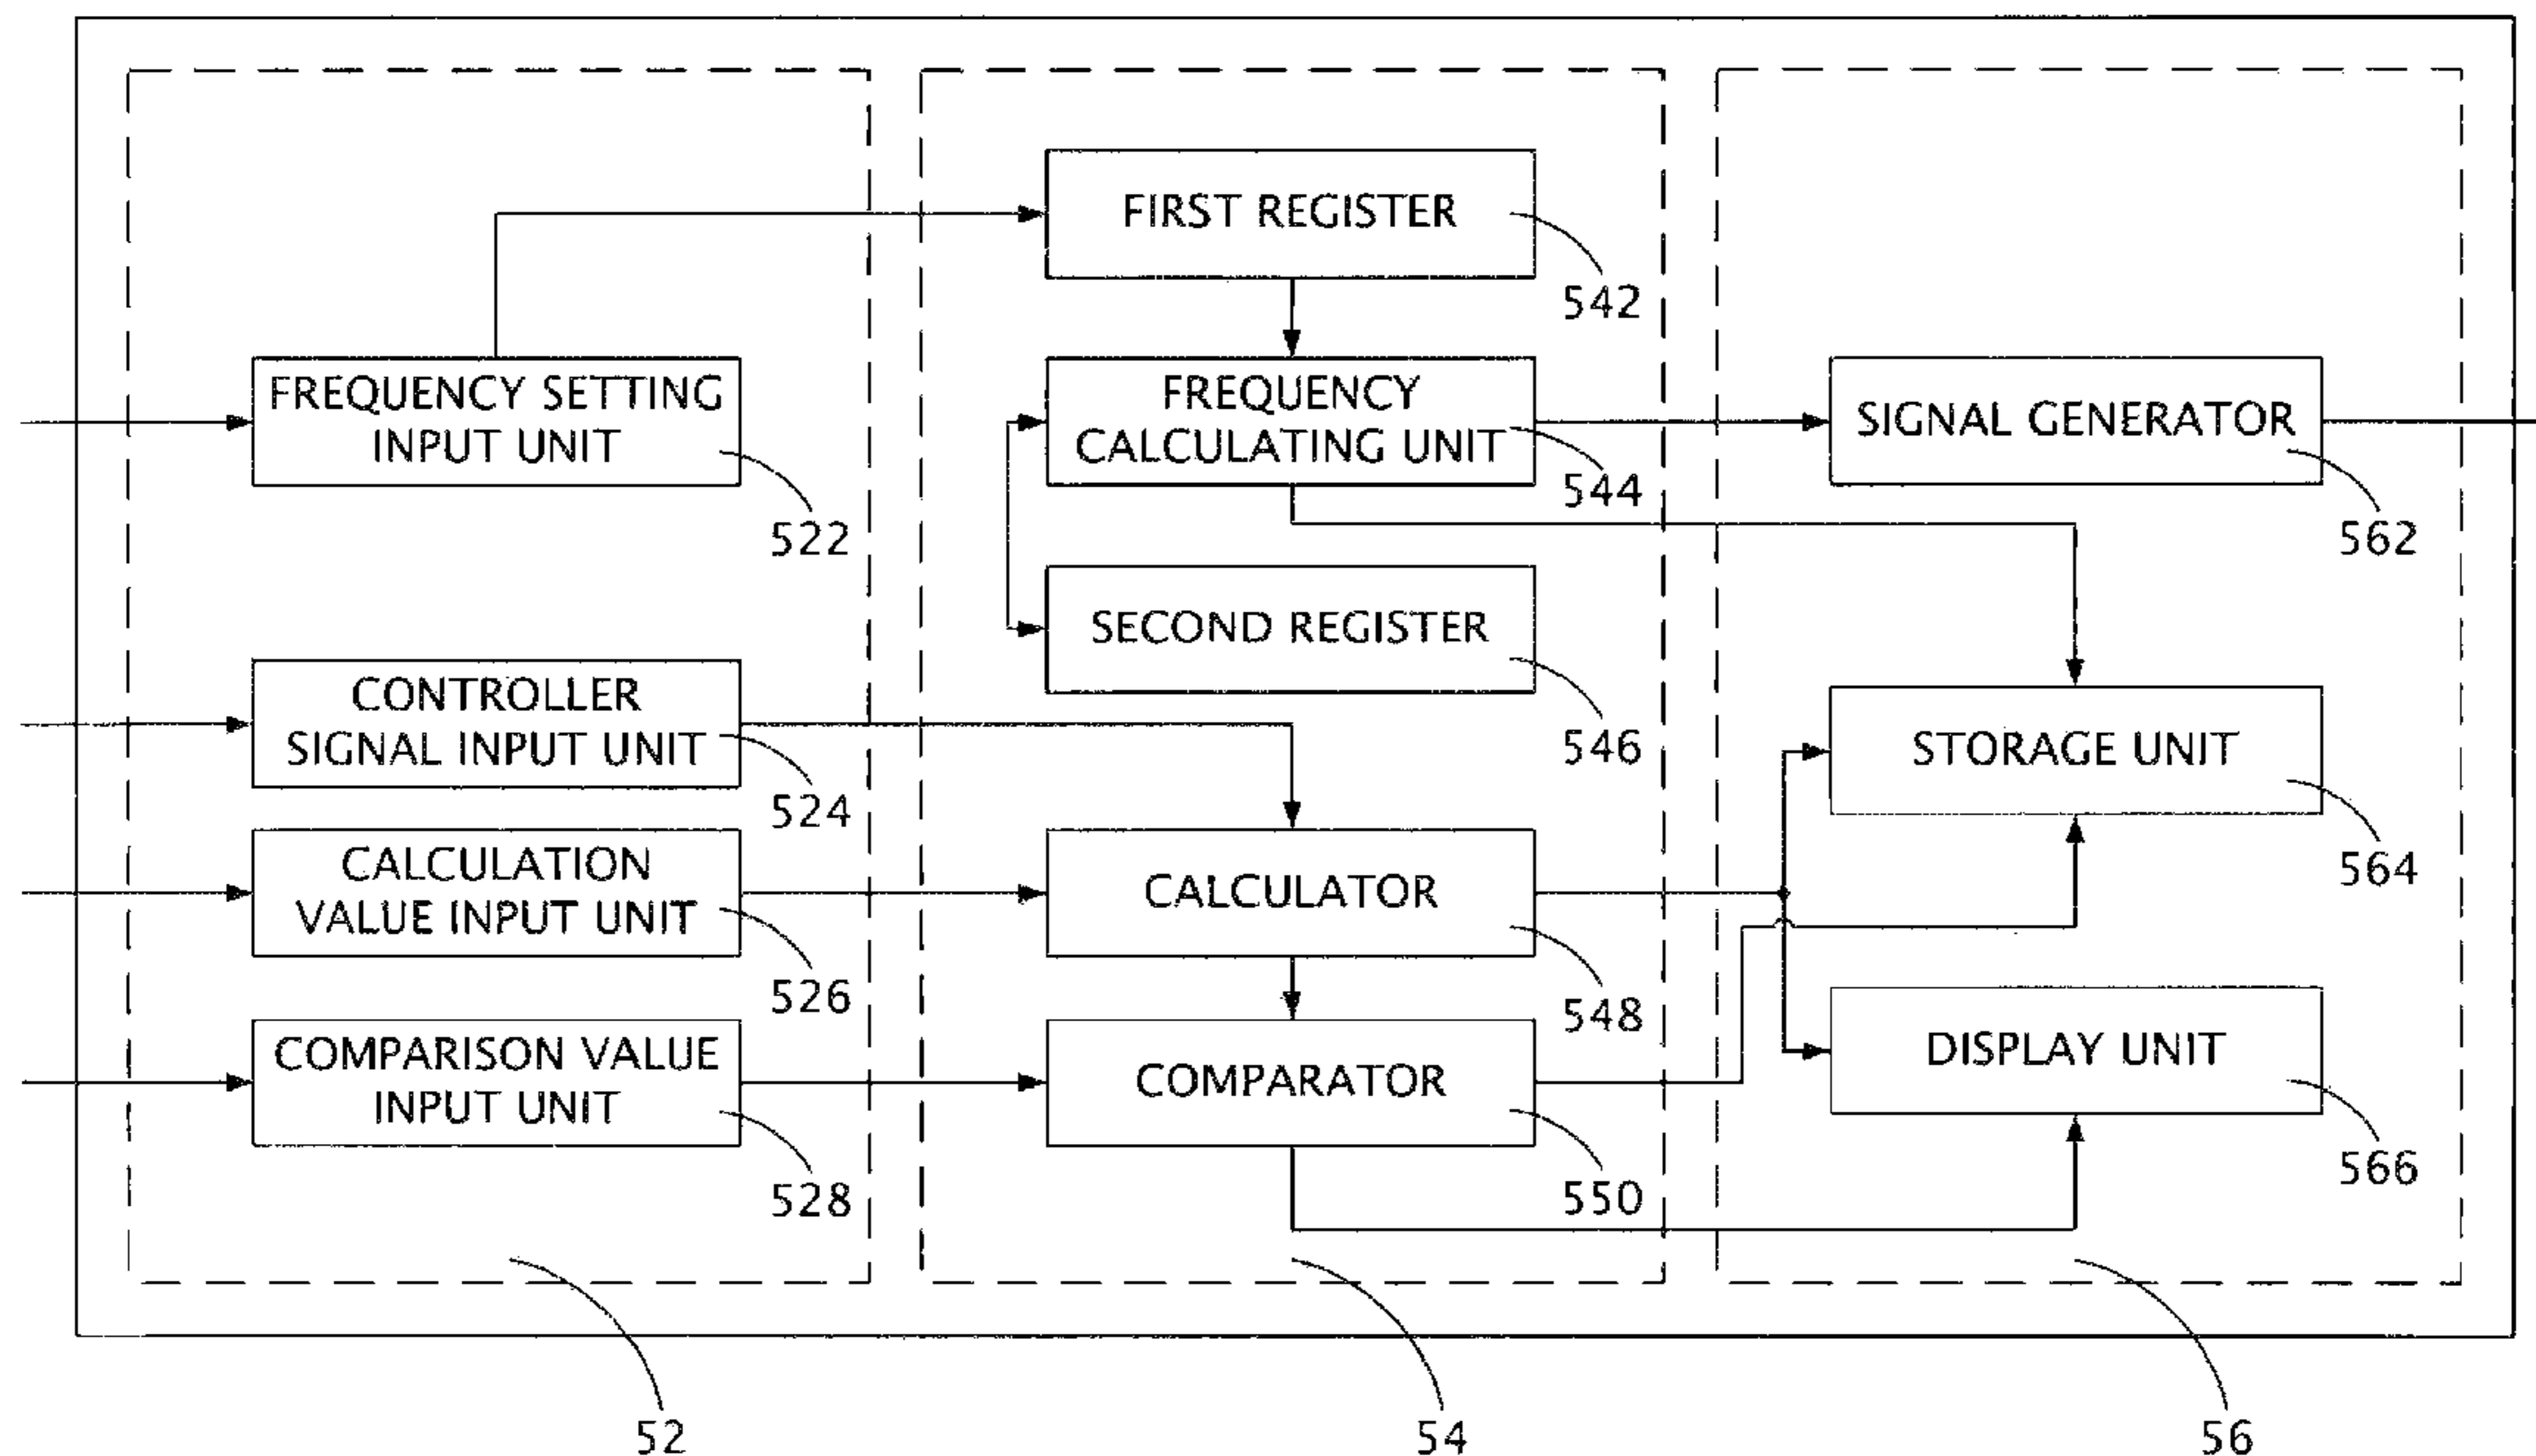 FIRST REGISTER
542
FREQUENCY SETTING
INPUT UNIT
522
FREQUENCY
CALCULATING UNIT
544
SIGNAL GENERATOR
562
SECOND REGISTER
546
CONTROLLER
SIGNAL INPUT UNIT
524
STORAGE UNIT
564
CALCULATION
VALUE INPUT UNIT
526
CALCULATOR
548
COMPARISON VALUE
INPUT UNIT
528
COMPARATOR
550
DISPLAY UNIT
566
52
54
56